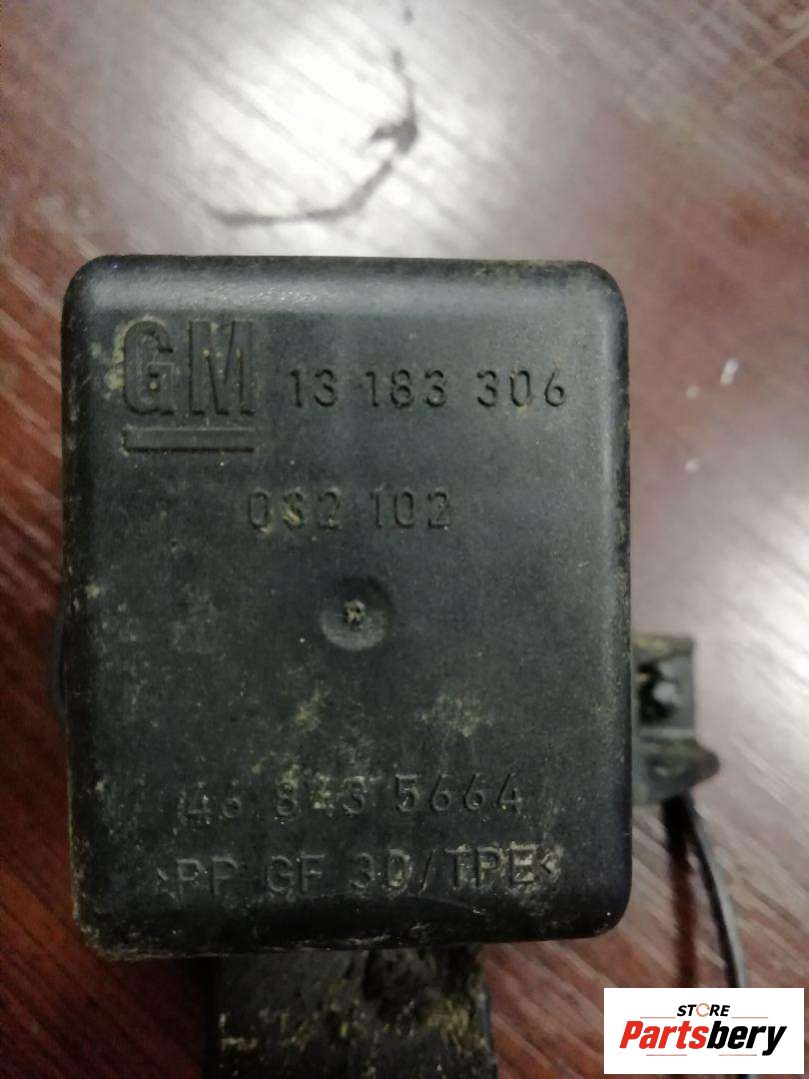 GM 13 183 306
032 102
46 843 5664
>PP GF 30/TPE<
STORE
Partsbery